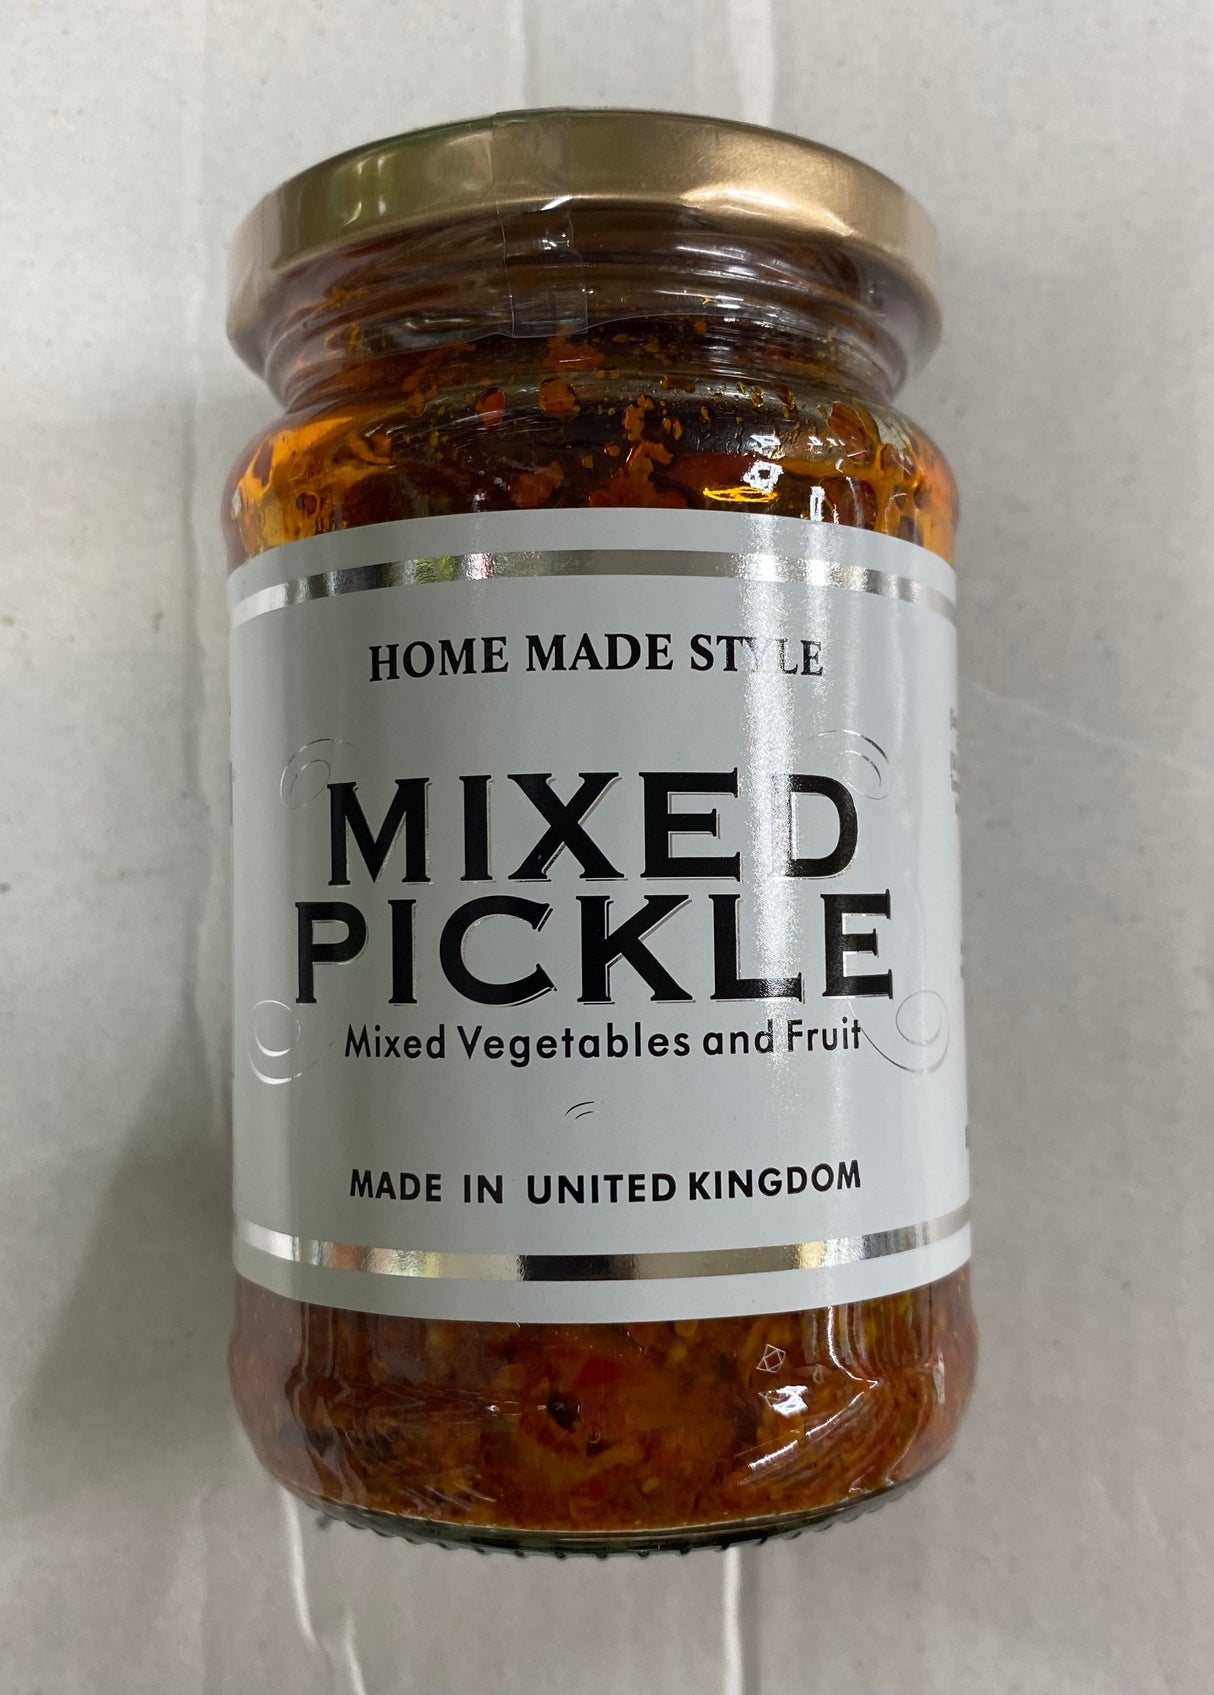 HOME MADE STYLE
MIXED
PICKLE
Mixed Vegetables and Fruit
MADE IN UNITED KINGDOM